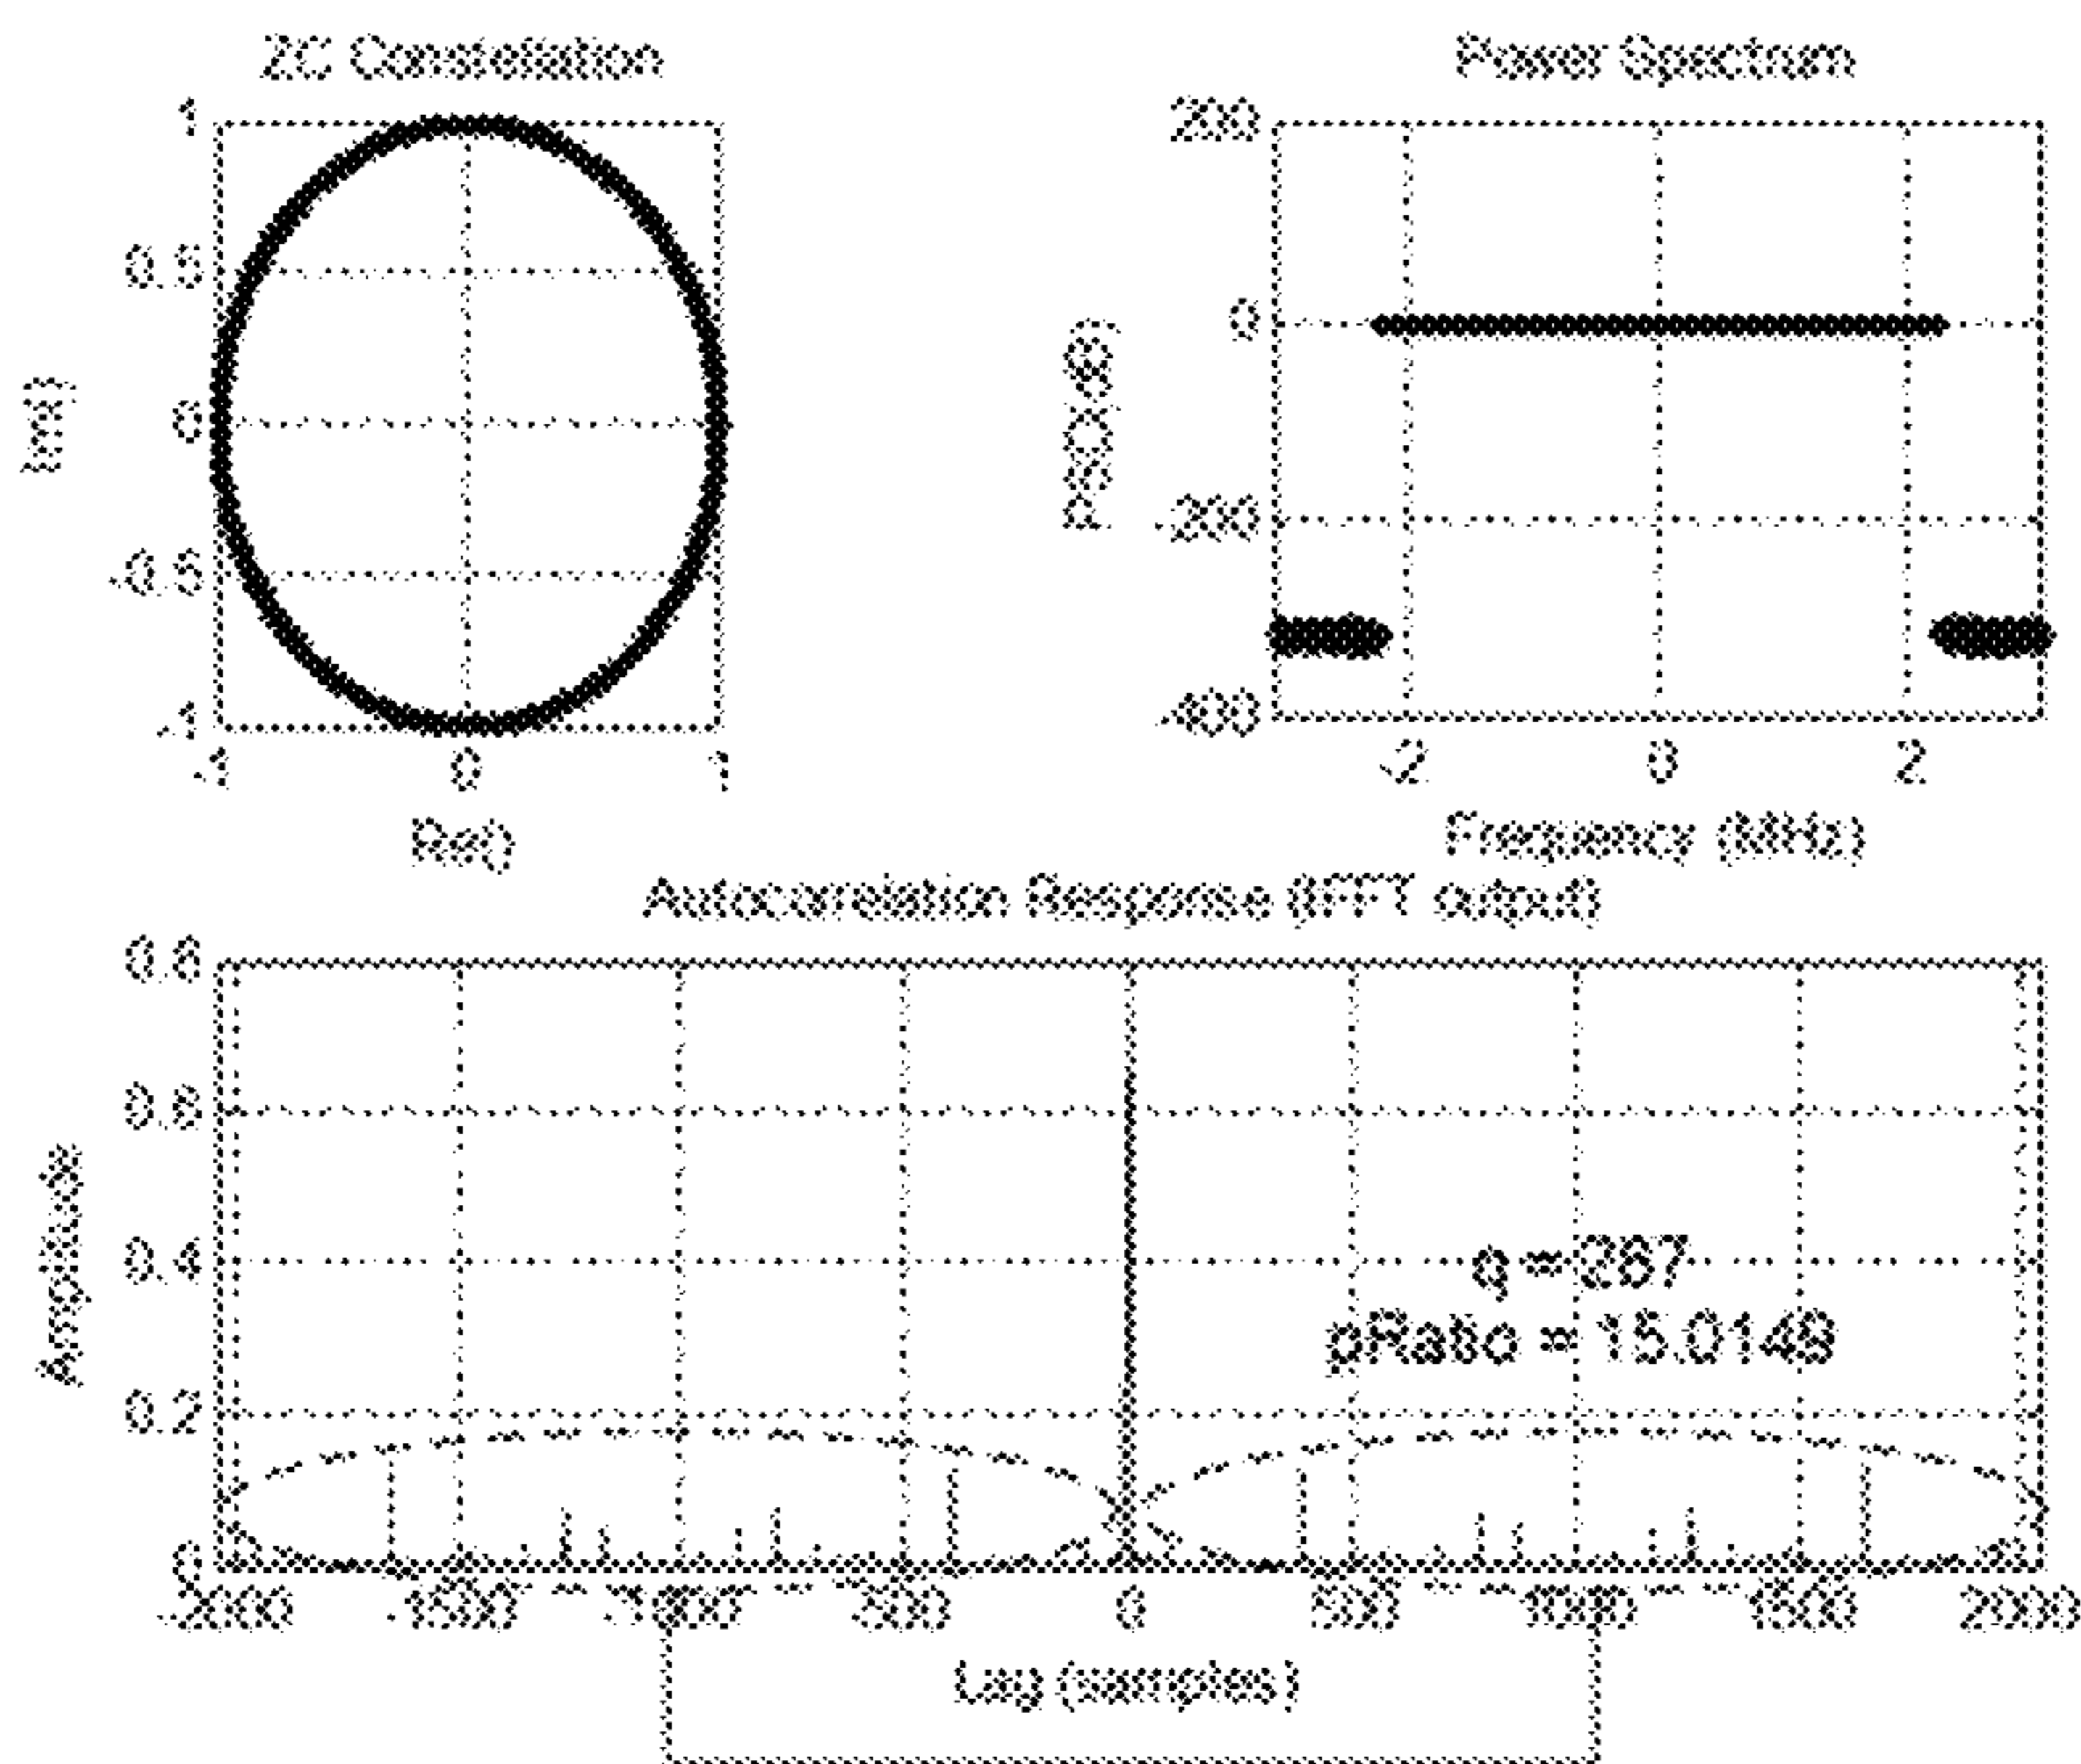 ZC Constellation
1
0.5
0
-0.5
-1
-1 0 1
Im()
Re()
Power Spectrum
200
0
-200
-400
-2 0 2
Frequency (MHz)
Autocorrelation Response (IFFT output)
0.8
0.6
0.4
0.2
0
Amplitude
q = 267
pRatio = 15.0149
-2000 -1500 -1000 -500 0 500 1000 1500 2000
Lag (samples)